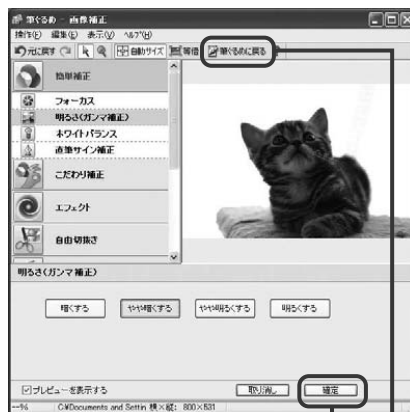 筆ぐるめ - 画像補正
操作(E) 編集(E) 表示(V) ヘルプ(H)
元に戻す 自動サイズ 等倍 筆ぐるめに戻る
簡単補正
フォーカス
明るさ(ガンマ補正)
ホワイトバランス
直筆サイン補正
こだわり補正
エフェクト
自由切抜き
明るさ(ガンマ補正)
暗くする やや暗くする やや明るくする 明るくする
プレビューを表示する 取り消し 確定
--% C:¥Documents and Settin 横×縦: 800×531